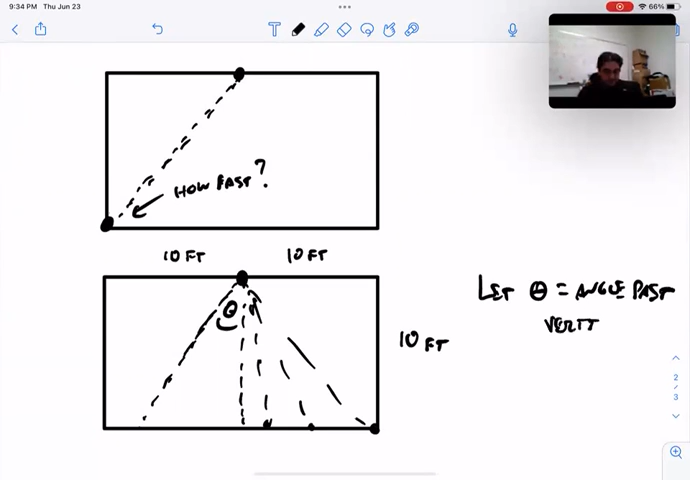 9:34 PM Thu Jun 23
66%
HOW FAST?
10 FT 10 FT
θ
LET θ = ANGLE PAST
VERTT
10 FT
2
/
3